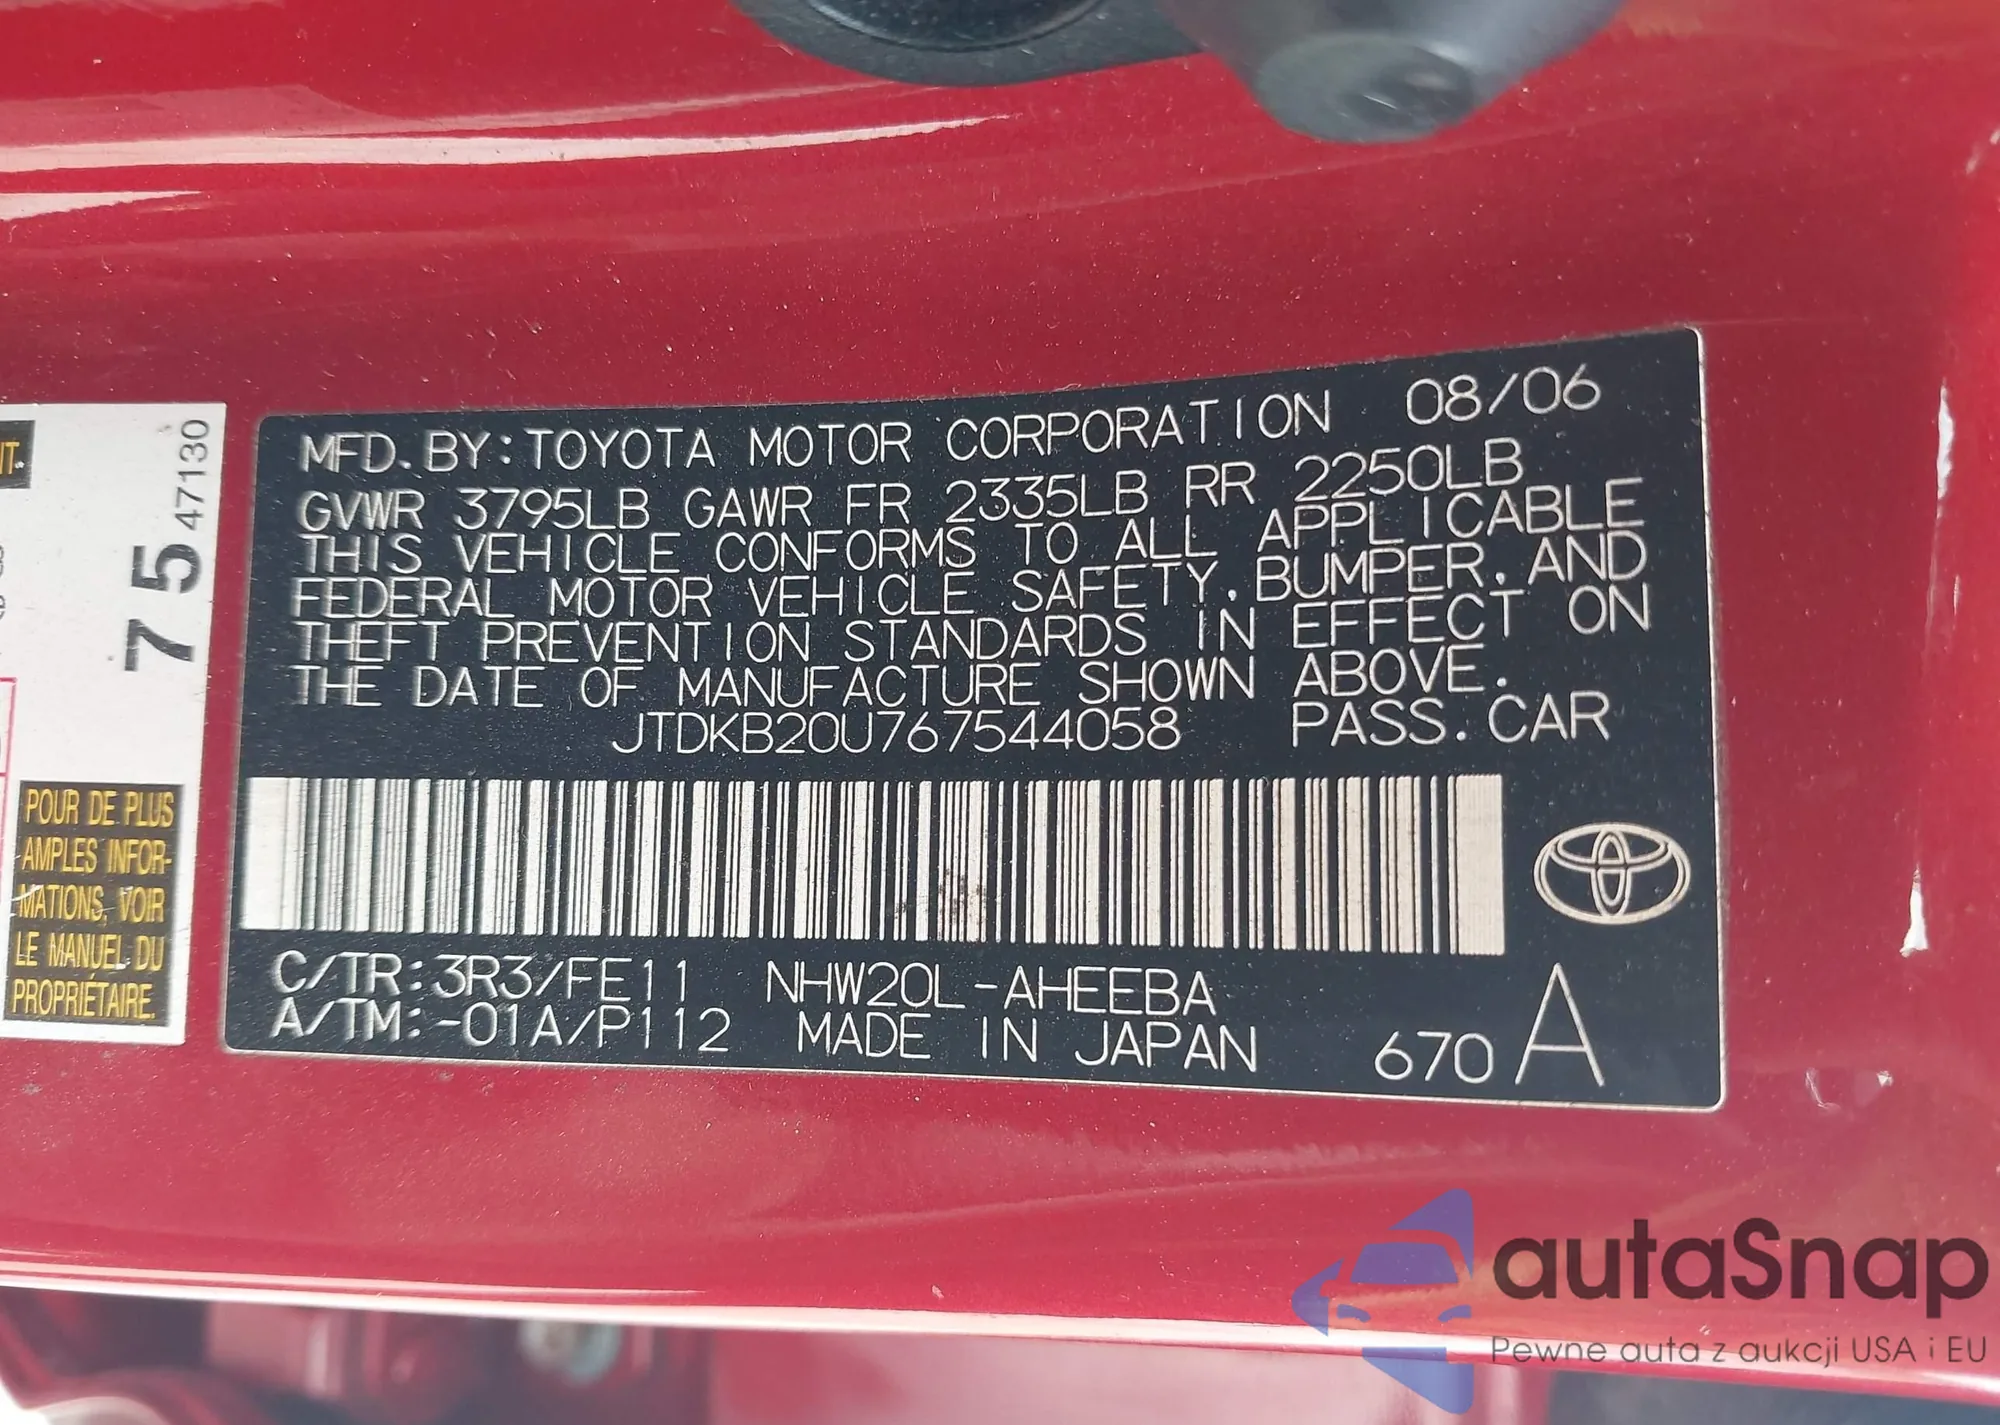 MFD. BY: TOYOTA MOTOR CORPORATION 08/06
GVWR 3795LB GAWR FR 2335LB RR 2250LB
THIS VEHICLE CONFORMS TO ALL APPLICABLE
FEDERAL MOTOR VEHICLE SAFETY, BUMPER, AND
THEFT PREVENTION STANDARDS IN EFFECT ON
THE DATE OF MANUFACTURE SHOWN ABOVE.
JTDKB20U767544058 PASS. CAR
C/TR: 3R3/FE11 NHW20L-AHEEBA
A/TM: -01A/P112 MADE IN JAPAN 670 A
75 47130
POUR DE PLUS
AMPLES INFOR-
MATIONS, VOIR
LE MANUEL DU
PROPRIÉTAIRE.
autaSnap
Pewne auta z aukcji USA i EU